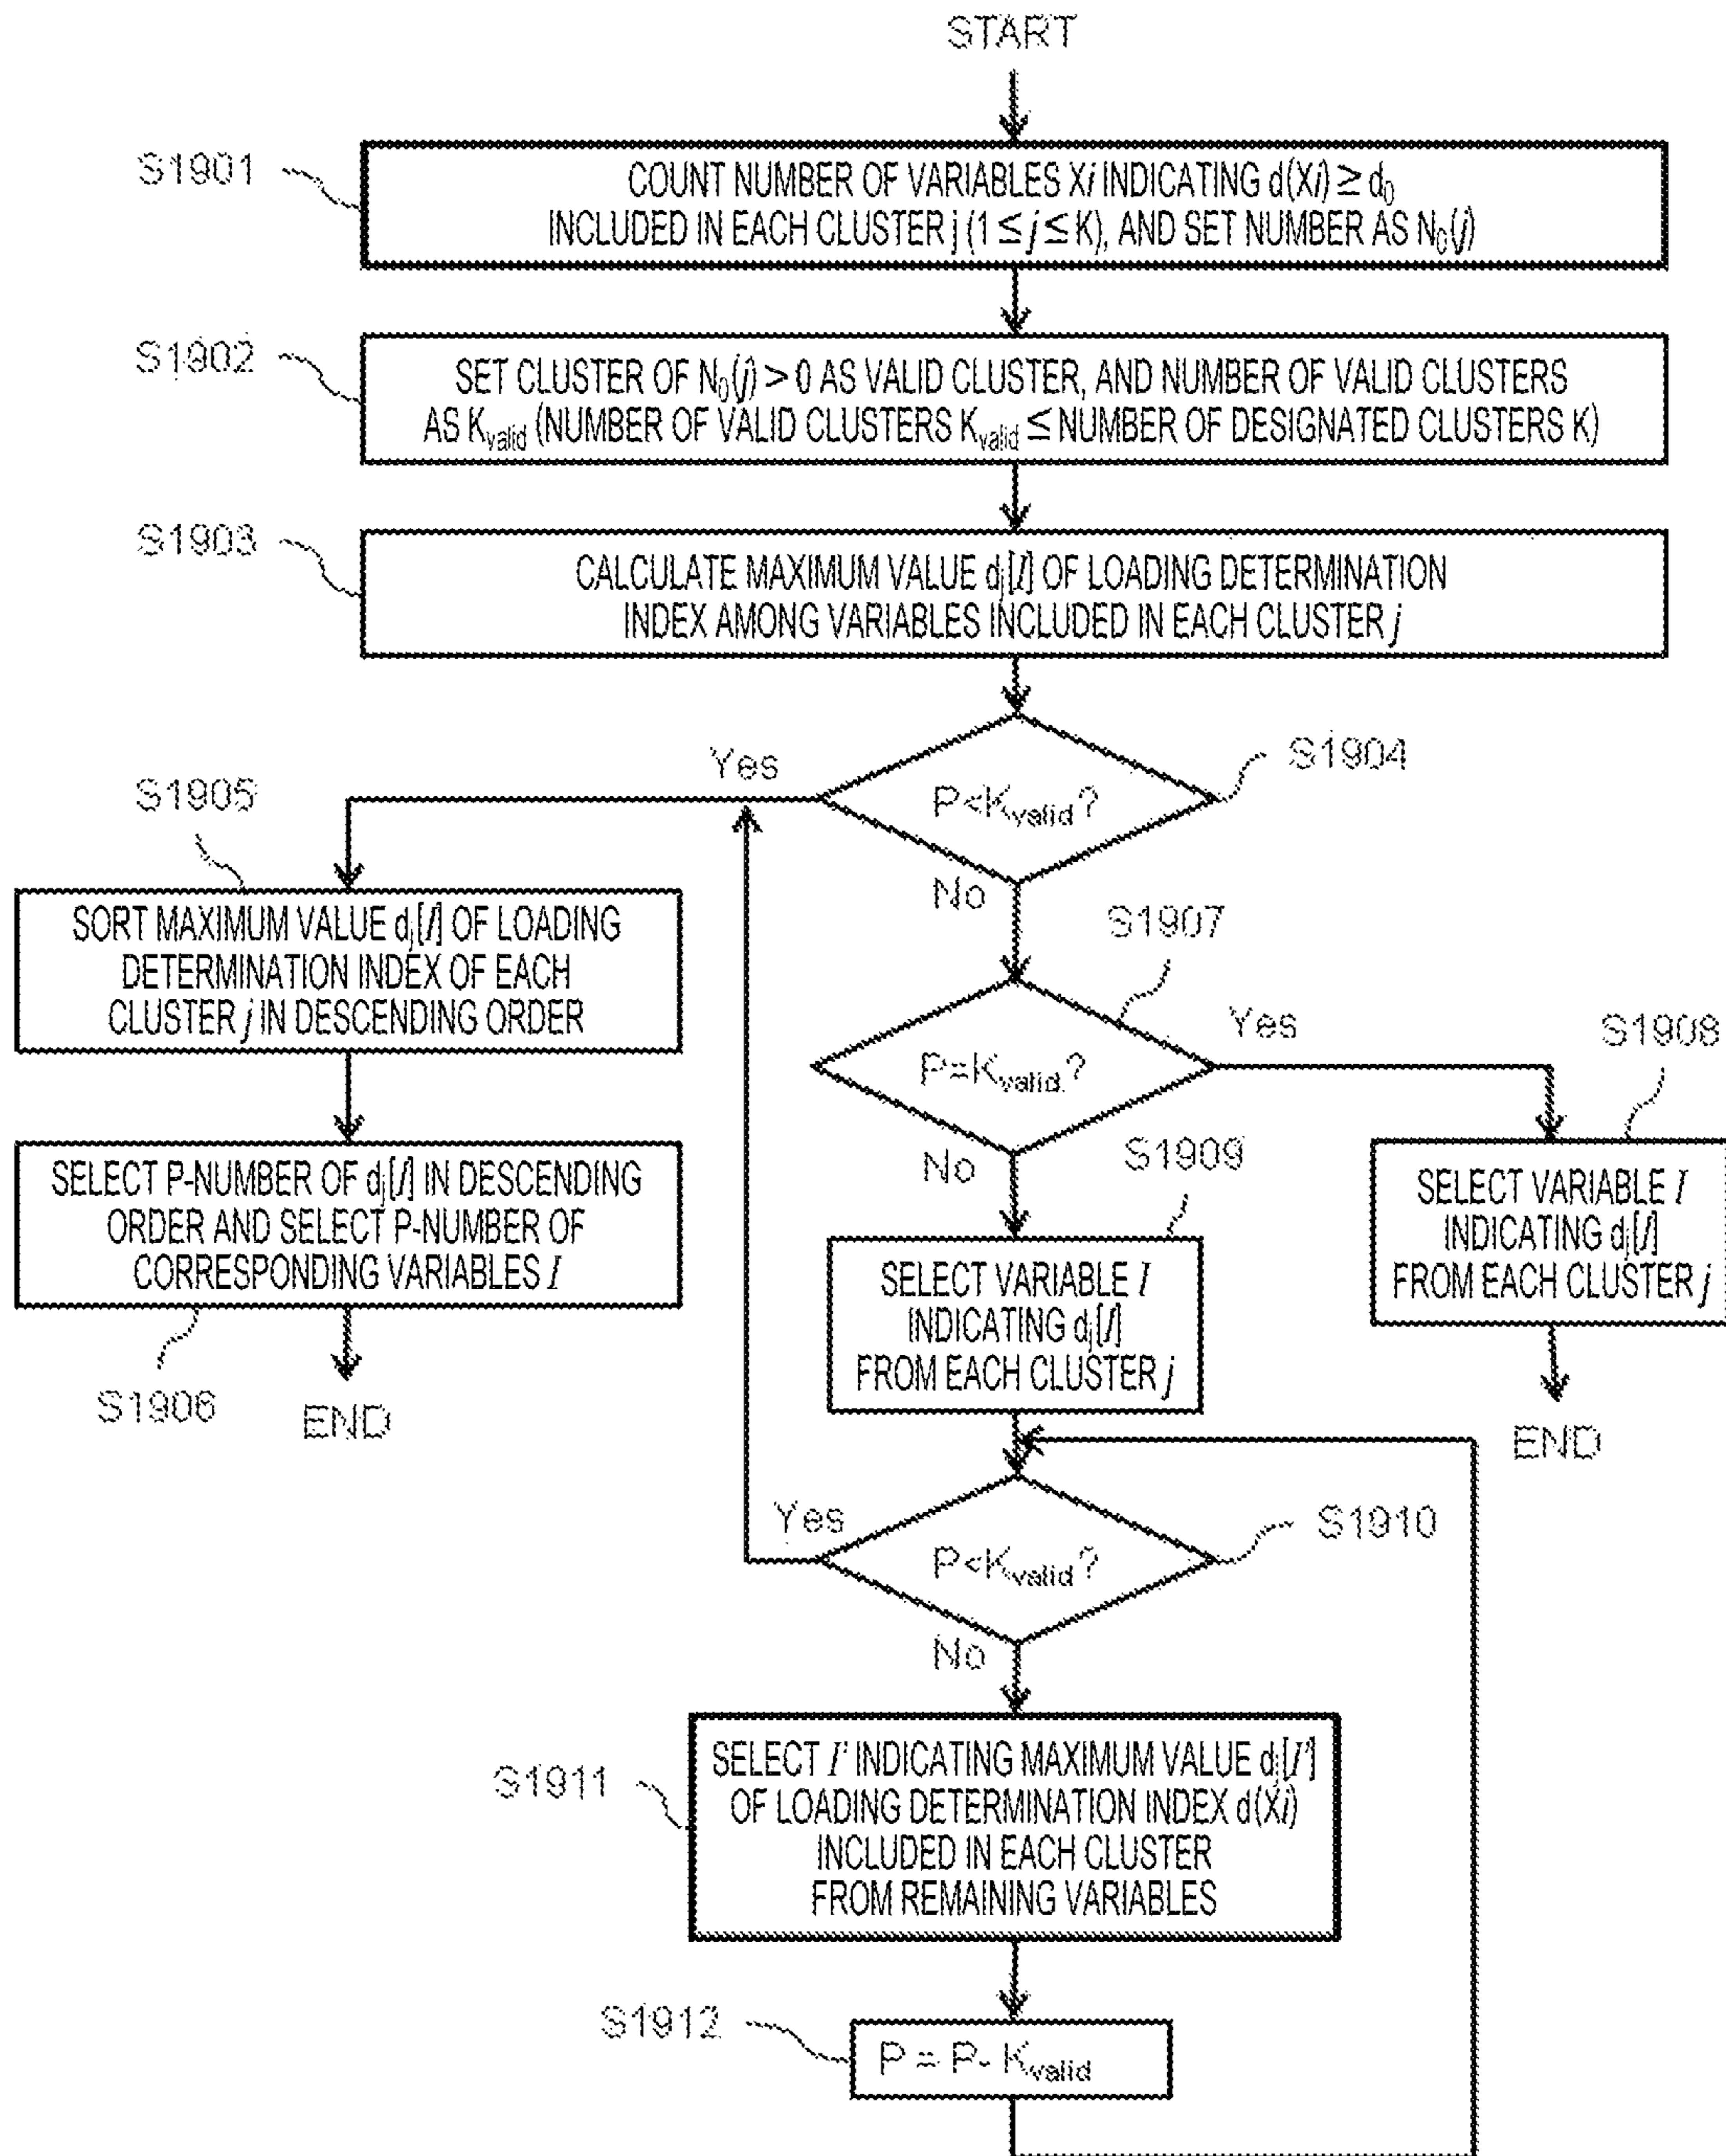 START
S1901
COUNT NUMBER OF VARIABLES Xi INDICATING d(Xi) ≥ d₀
INCLUDED IN EACH CLUSTER j (1 ≤ j ≤ K), AND SET NUMBER AS N₀(j)
S1902
SET CLUSTER OF N₀(j) > 0 AS VALID CLUSTER, AND NUMBER OF VALID CLUSTERS
AS Kvalid (NUMBER OF VALID CLUSTERS Kvalid ≦ NUMBER OF DESIGNATED CLUSTERS K)
S1903
CALCULATE MAXIMUM VALUE dj[I] OF LOADING DETERMINATION
INDEX AMONG VARIABLES INCLUDED IN EACH CLUSTER j
S1904
P<Kvalid?
Yes
No
S1905
SORT MAXIMUM VALUE dj[I] OF LOADING
DETERMINATION INDEX OF EACH
CLUSTER j IN DESCENDING ORDER
SELECT P-NUMBER OF dj[I] IN DESCENDING
ORDER AND SELECT P-NUMBER OF
CORRESPONDING VARIABLES I
S1906
END
S1907
P=Kvalid?
Yes
No
S1908
SELECT VARIABLE I
INDICATING dj[I]
FROM EACH CLUSTER j
END
S1909
SELECT VARIABLE I
INDICATING dj[I]
FROM EACH CLUSTER j
S1910
P<Kvalid?
Yes
No
S1911
SELECT I' INDICATING MAXIMUM VALUE dj[I']
OF LOADING DETERMINATION INDEX d(Xi)
INCLUDED IN EACH CLUSTER
FROM REMAINING VARIABLES
S1912
P = P- Kvalid